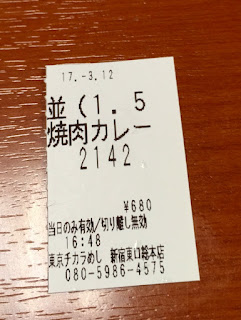 17.-3.12
並く1.5
焼肉カレー
2142
¥680
当日のみ有効/切り離し無効
16:48
東京チカラめし 新宿東口総本店
080-5986-4575